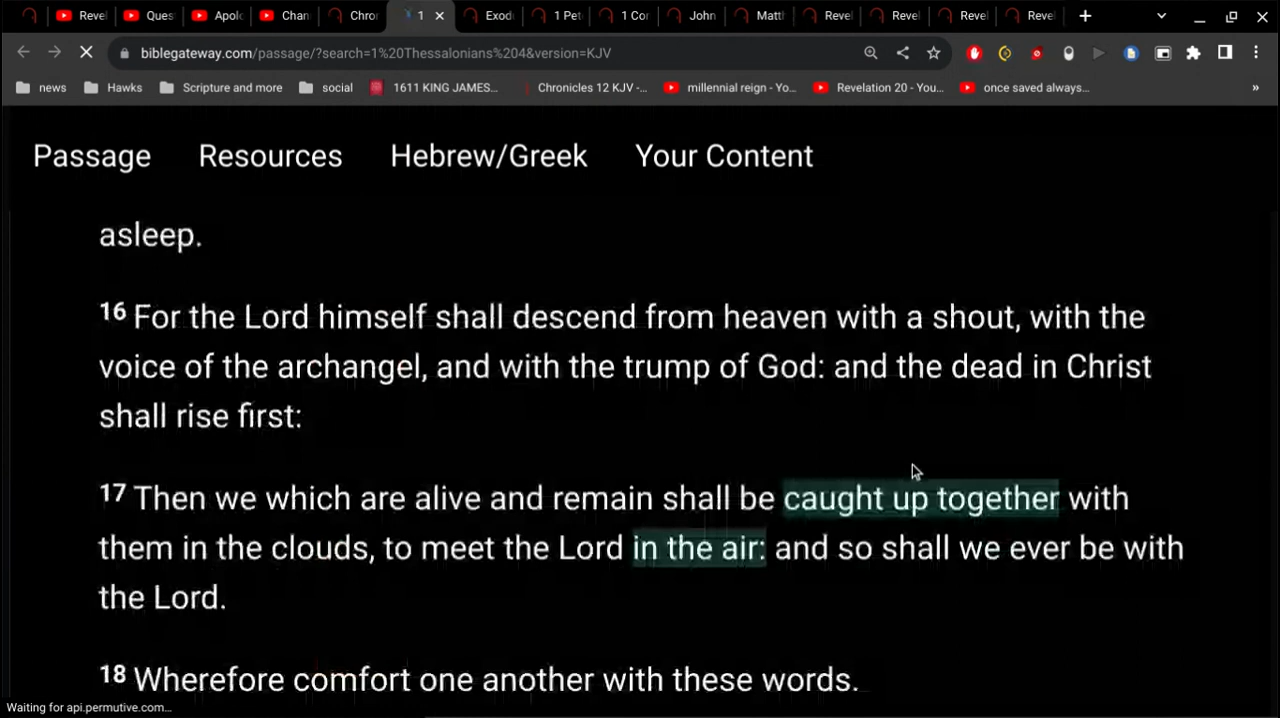 Revel
Ques
Apol
Chan
Chron
1
Exod
1 Pet
1 Cor
John
Matt
Revel
Revel
Revel
Revel
biblegateway.com/passage/?search=1%20Thessalonians%204&version=KJV
news
Hawks
Scripture and more
social
1611 KING JAMES...
Chronicles 12 KJV -...
millennial reign - Yo...
Revelation 20 - You...
once saved always...
»
Passage Resources Hebrew/Greek Your Content
asleep.
16 For the Lord himself shall descend from heaven with a shout, with the
voice of the archangel, and with the trump of God: and the dead in Christ
shall rise first:
17 Then we which are alive and remain shall be caught up together with
them in the clouds, to meet the Lord in the air: and so shall we ever be with
the Lord.
18 Wherefore comfort one another with these words.
Waiting for api.permutive.com...